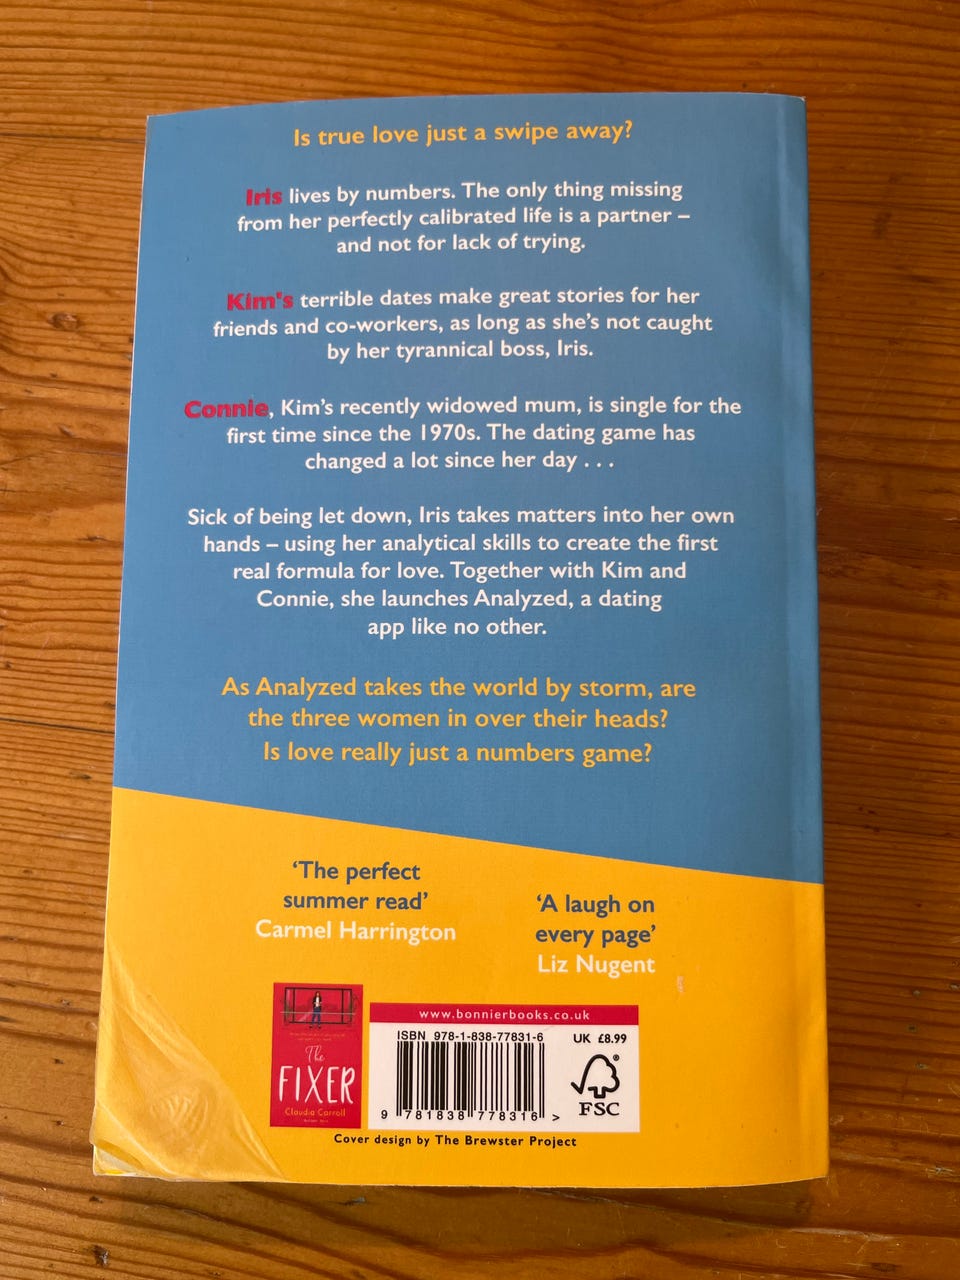 Is true love just a swipe away?
Iris lives by numbers. The only thing missing
from her perfectly calibrated life is a partner –
and not for lack of trying.
Kim's terrible dates make great stories for her
friends and co-workers, as long as she's not caught
by her tyrannical boss, Iris.
Connie, Kim's recently widowed mum, is single for the
first time since the 1970s. The dating game has
changed a lot since her day . . .
Sick of being let down, Iris takes matters into her own
hands – using her analytical skills to create the first
real formula for love. Together with Kim and
Connie, she launches Analyzed, a dating
app like no other.
As Analyzed takes the world by storm, are
the three women in over their heads?
Is love really just a numbers game?
‘The perfect
summer read’
Carmel Harrington
‘A laugh on
every page’
Liz Nugent
The
FIXER
Claudia Carroll
www.bonnierbooks.co.uk
ISBN 978-1-838-77831-6
UK £8.99
FSC
9 781838 778316 >
Cover design by The Brewster Project